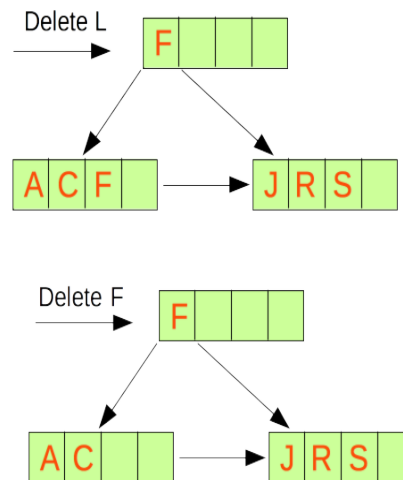 Delete L
F
A C F
J R S
Delete F
F
A C
J R S